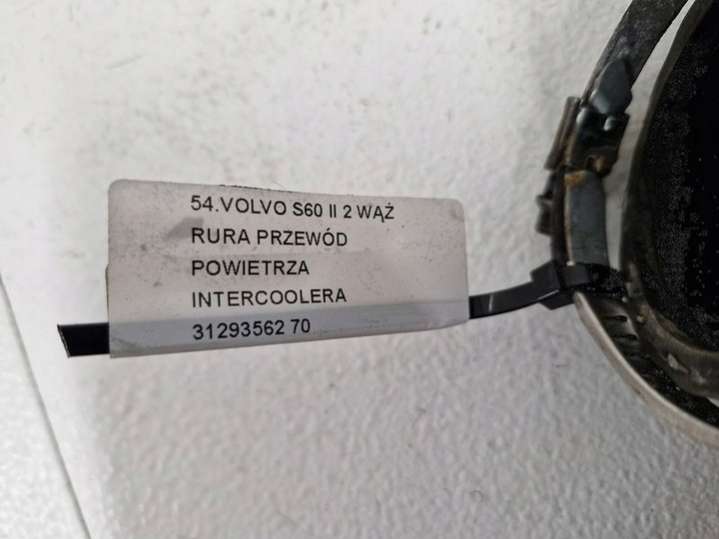 54.VOLVO S60 II 2 WĄŻ
RURA PRZEWÓD
POWIETRZA
INTERCOOLERA
31293562 70